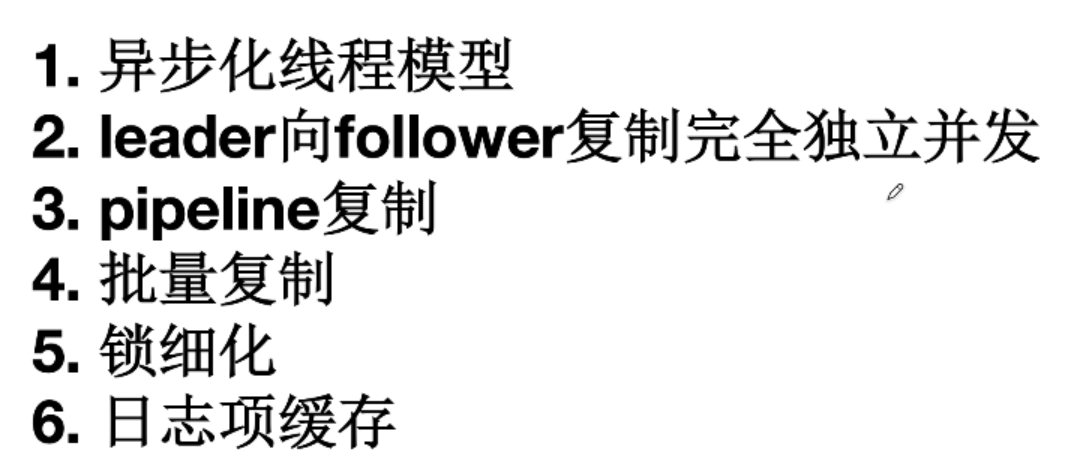 1. 异步化线程模型
2. leader向follower复制完全独立并发
3. pipeline复制
4. 批量复制
5. 锁细化
6. 日志项缓存